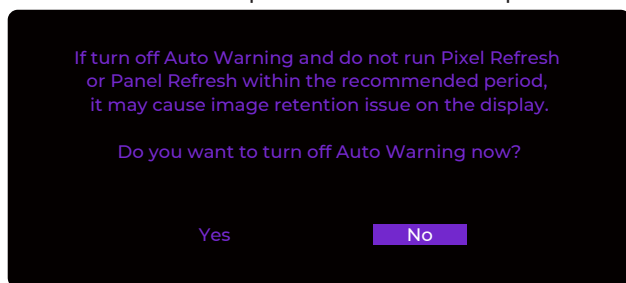 If turn off Auto Warning and do not run Pixel Refresh
or Panel Refresh within the recommended period,
it may cause image retention issue on the display.
Do you want to turn off Auto Warning now?
Yes No